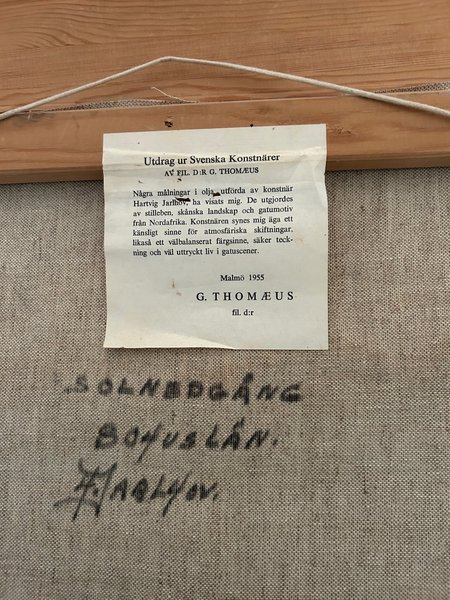 Utdrag ur Svenska Konstnärer
AV FIL. D:R G. THOMÆUS
Några målningar i olja utförda av konstnär
Hartvig Jarlhov, ha visats mig. De utgjordes
av stilleben, skånska landskap och gatumotiv
från Nordafrika. Konstnären synes mig äga ett
känsligt sinne för atmosfäriska skiftningar,
likaså ett välbalanserat färgsinne, säker teck-
ning och väl uttryckt liv i gatuscener.
Malmö 1955
G. THOMÆUS
fil. d:r
SOLNEDGÅNG
BOHUSLÄN.
H. JARLHOV.